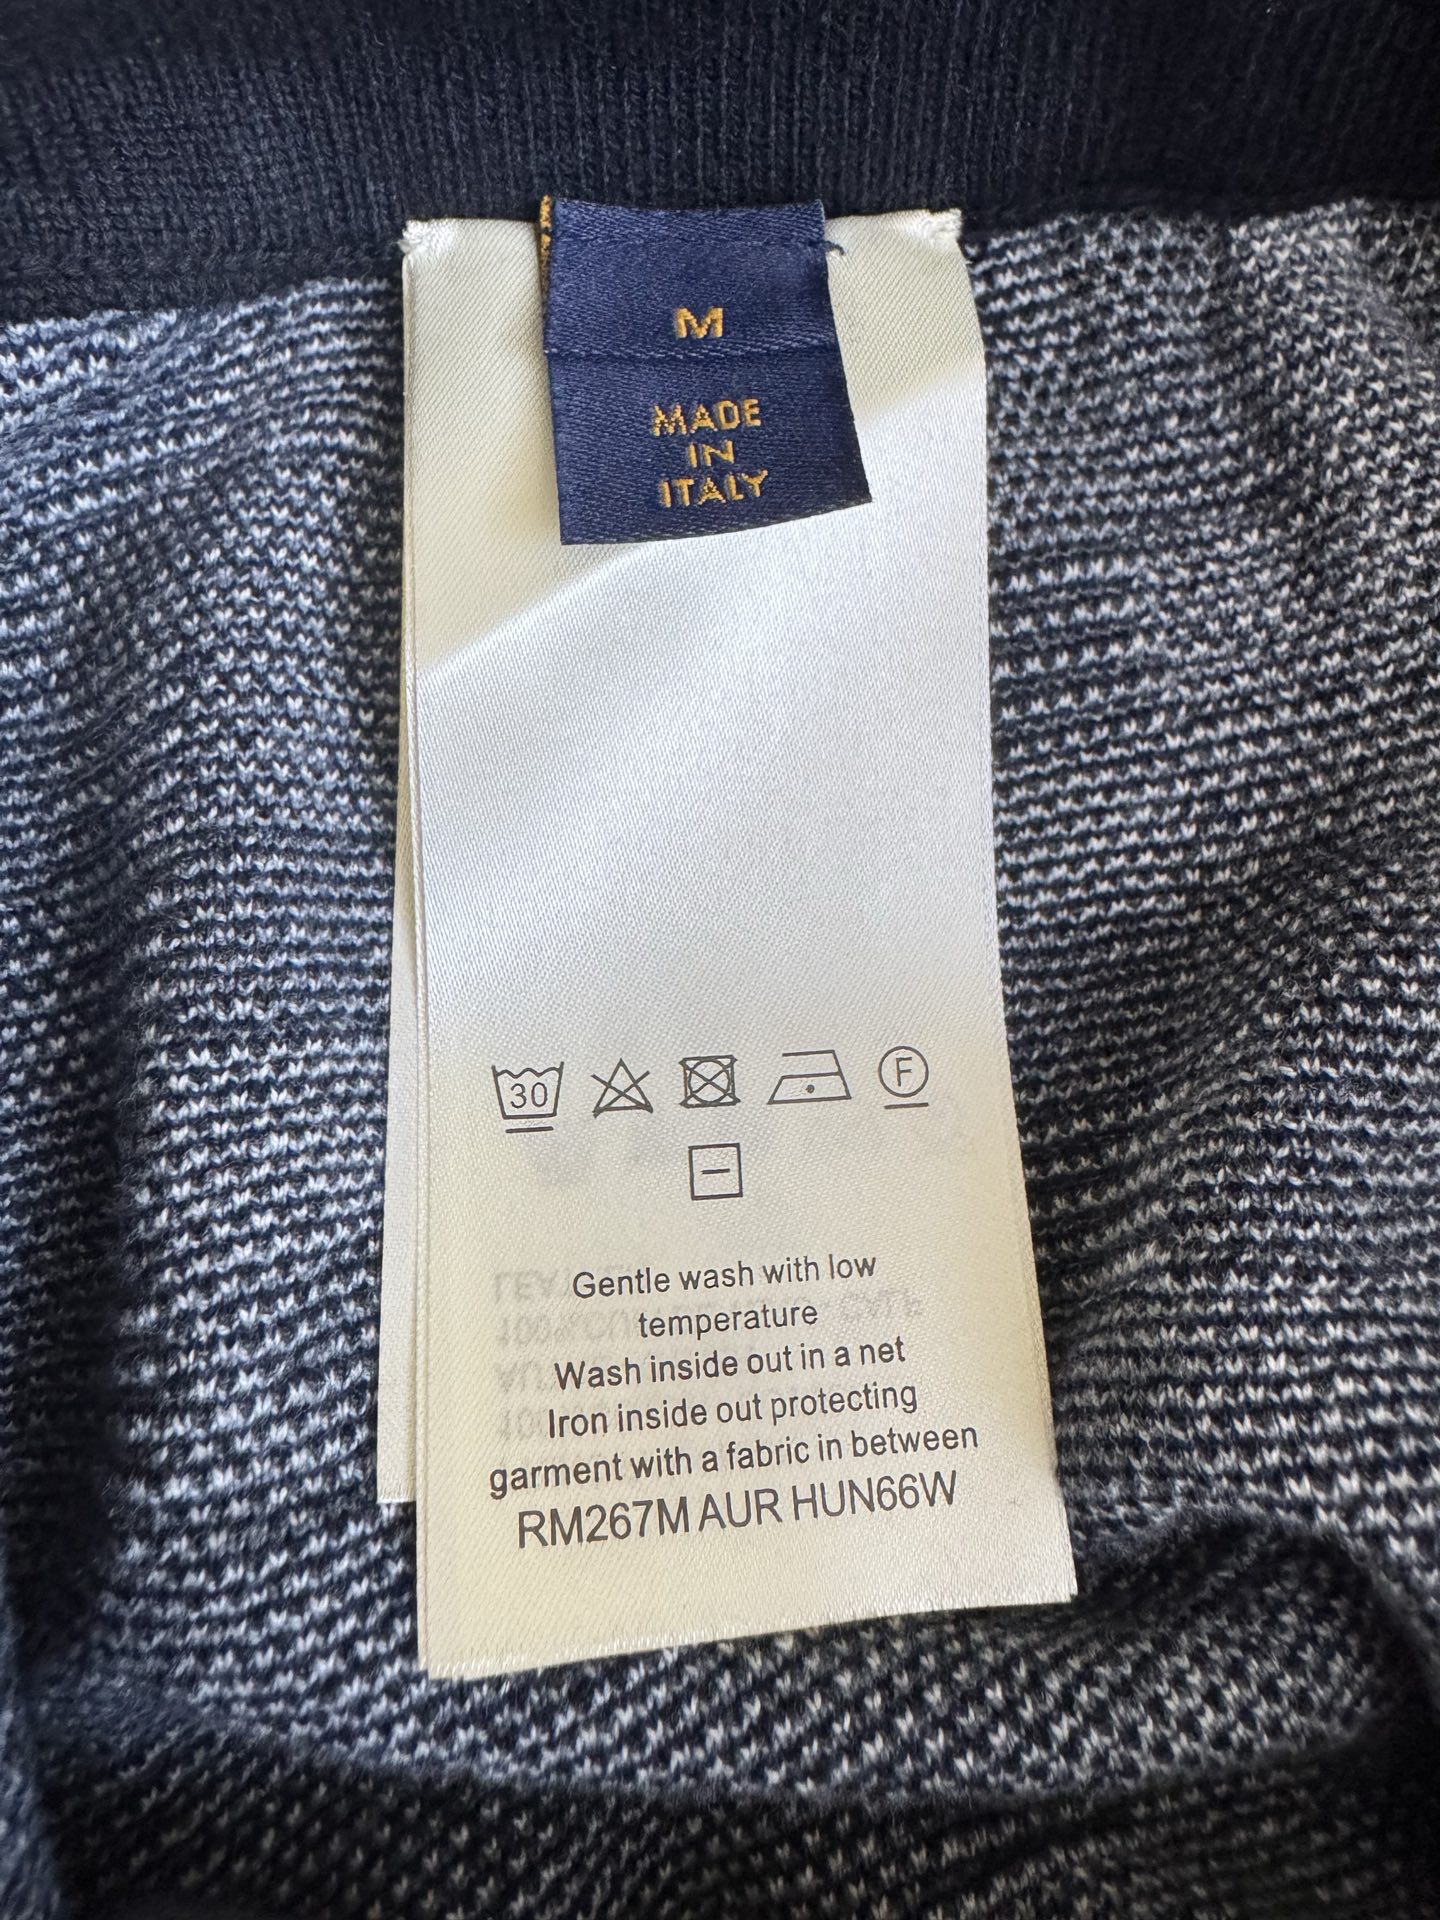 M
MADE
IN
ITALY
30
F
Gentle wash with low
temperature
Wash inside out in a net
Iron inside out protecting
garment with a fabric in between
RM267M AUR HUN66W